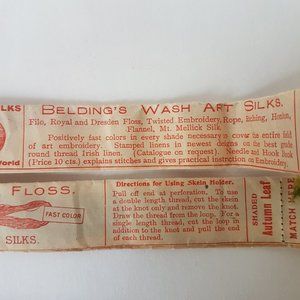 LKS
World
BELDING'S WASH ART SILKS.
Filo, Royal and Dresden Floss, Twisted Embroidery, Rope, Etching, Honiton,
Flannel, Mt. Mellick Silk.
Positively fast colors in every shade necessary to cover the entire field
of art embroidery. Stamped linens in newest designs on the best grade
round thread Irish linen. (Catalogue on request). Needle and Hook Book
(Price 10 cts.) explains stitches and gives practical instruction on Embroidery.
FLOSS.
FAST COLOR
SILKS.
Directions for Using Skein Holder.
Pull off end at perforation. To use
a double length thread, cut the skein
at end only and remove the knot.
Draw the thread from the loop. For a
single length thread, cut the loop in
addition to the knot and pull the end
of each thread.
SHADED
Autumn Leaf
MATCH HERE